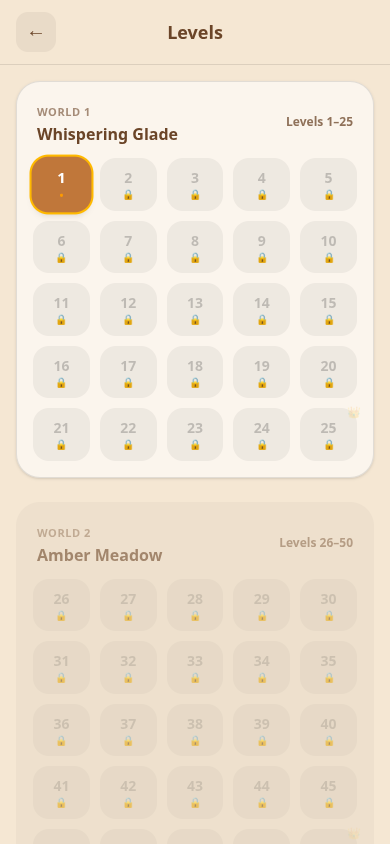 ←
Levels
WORLD 1
Whispering Glade
Levels 1–25
1 2 3 4 5
6 7 8 9 10
11 12 13 14 15
16 17 18 19 20
21 22 23 24 25
WORLD 2
Amber Meadow
Levels 26–50
26 27 28 29 30
31 32 33 34 35
36 37 38 39 40
41 42 43 44 45